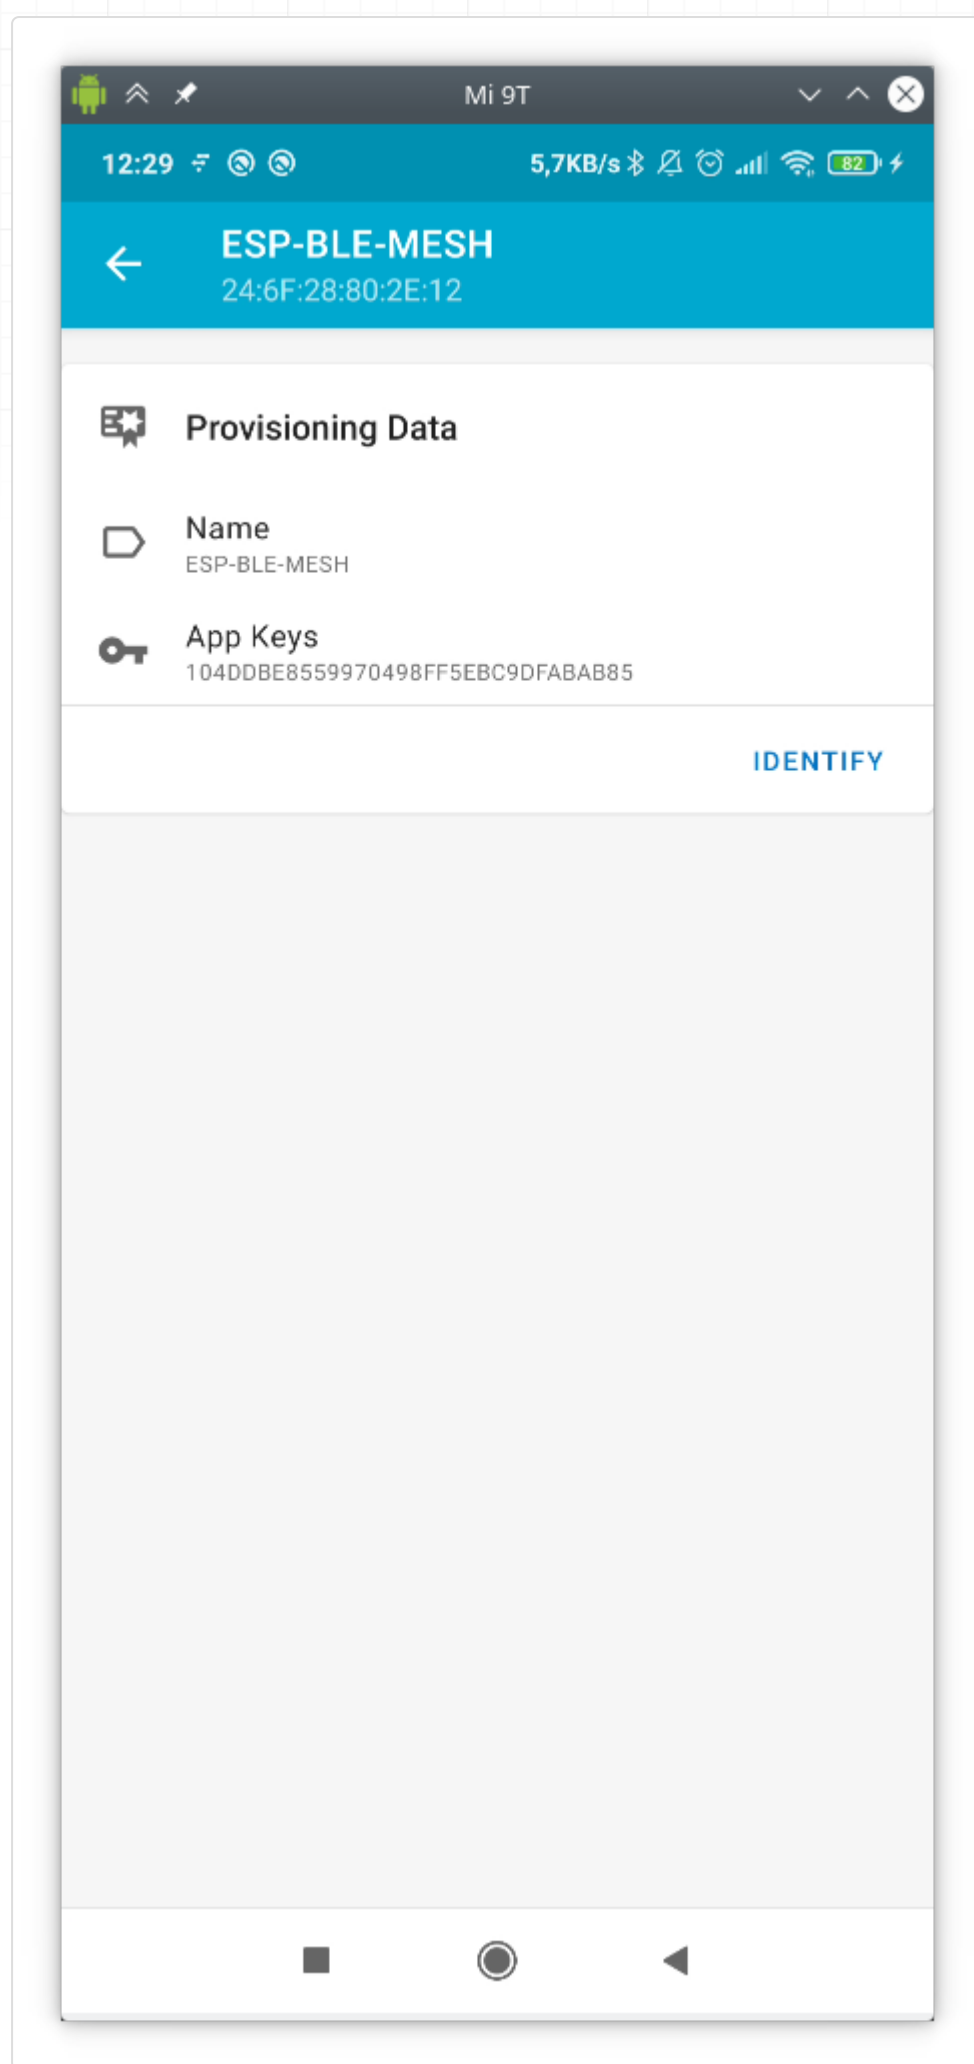 Mi 9T
12:29 5,7KB/s 82
ESP-BLE-MESH
24:6F:28:80:2E:12
Provisioning Data
Name
ESP-BLE-MESH
App Keys
104DDBE8559970498FF5EBC9DFABAB85
IDENTIFY